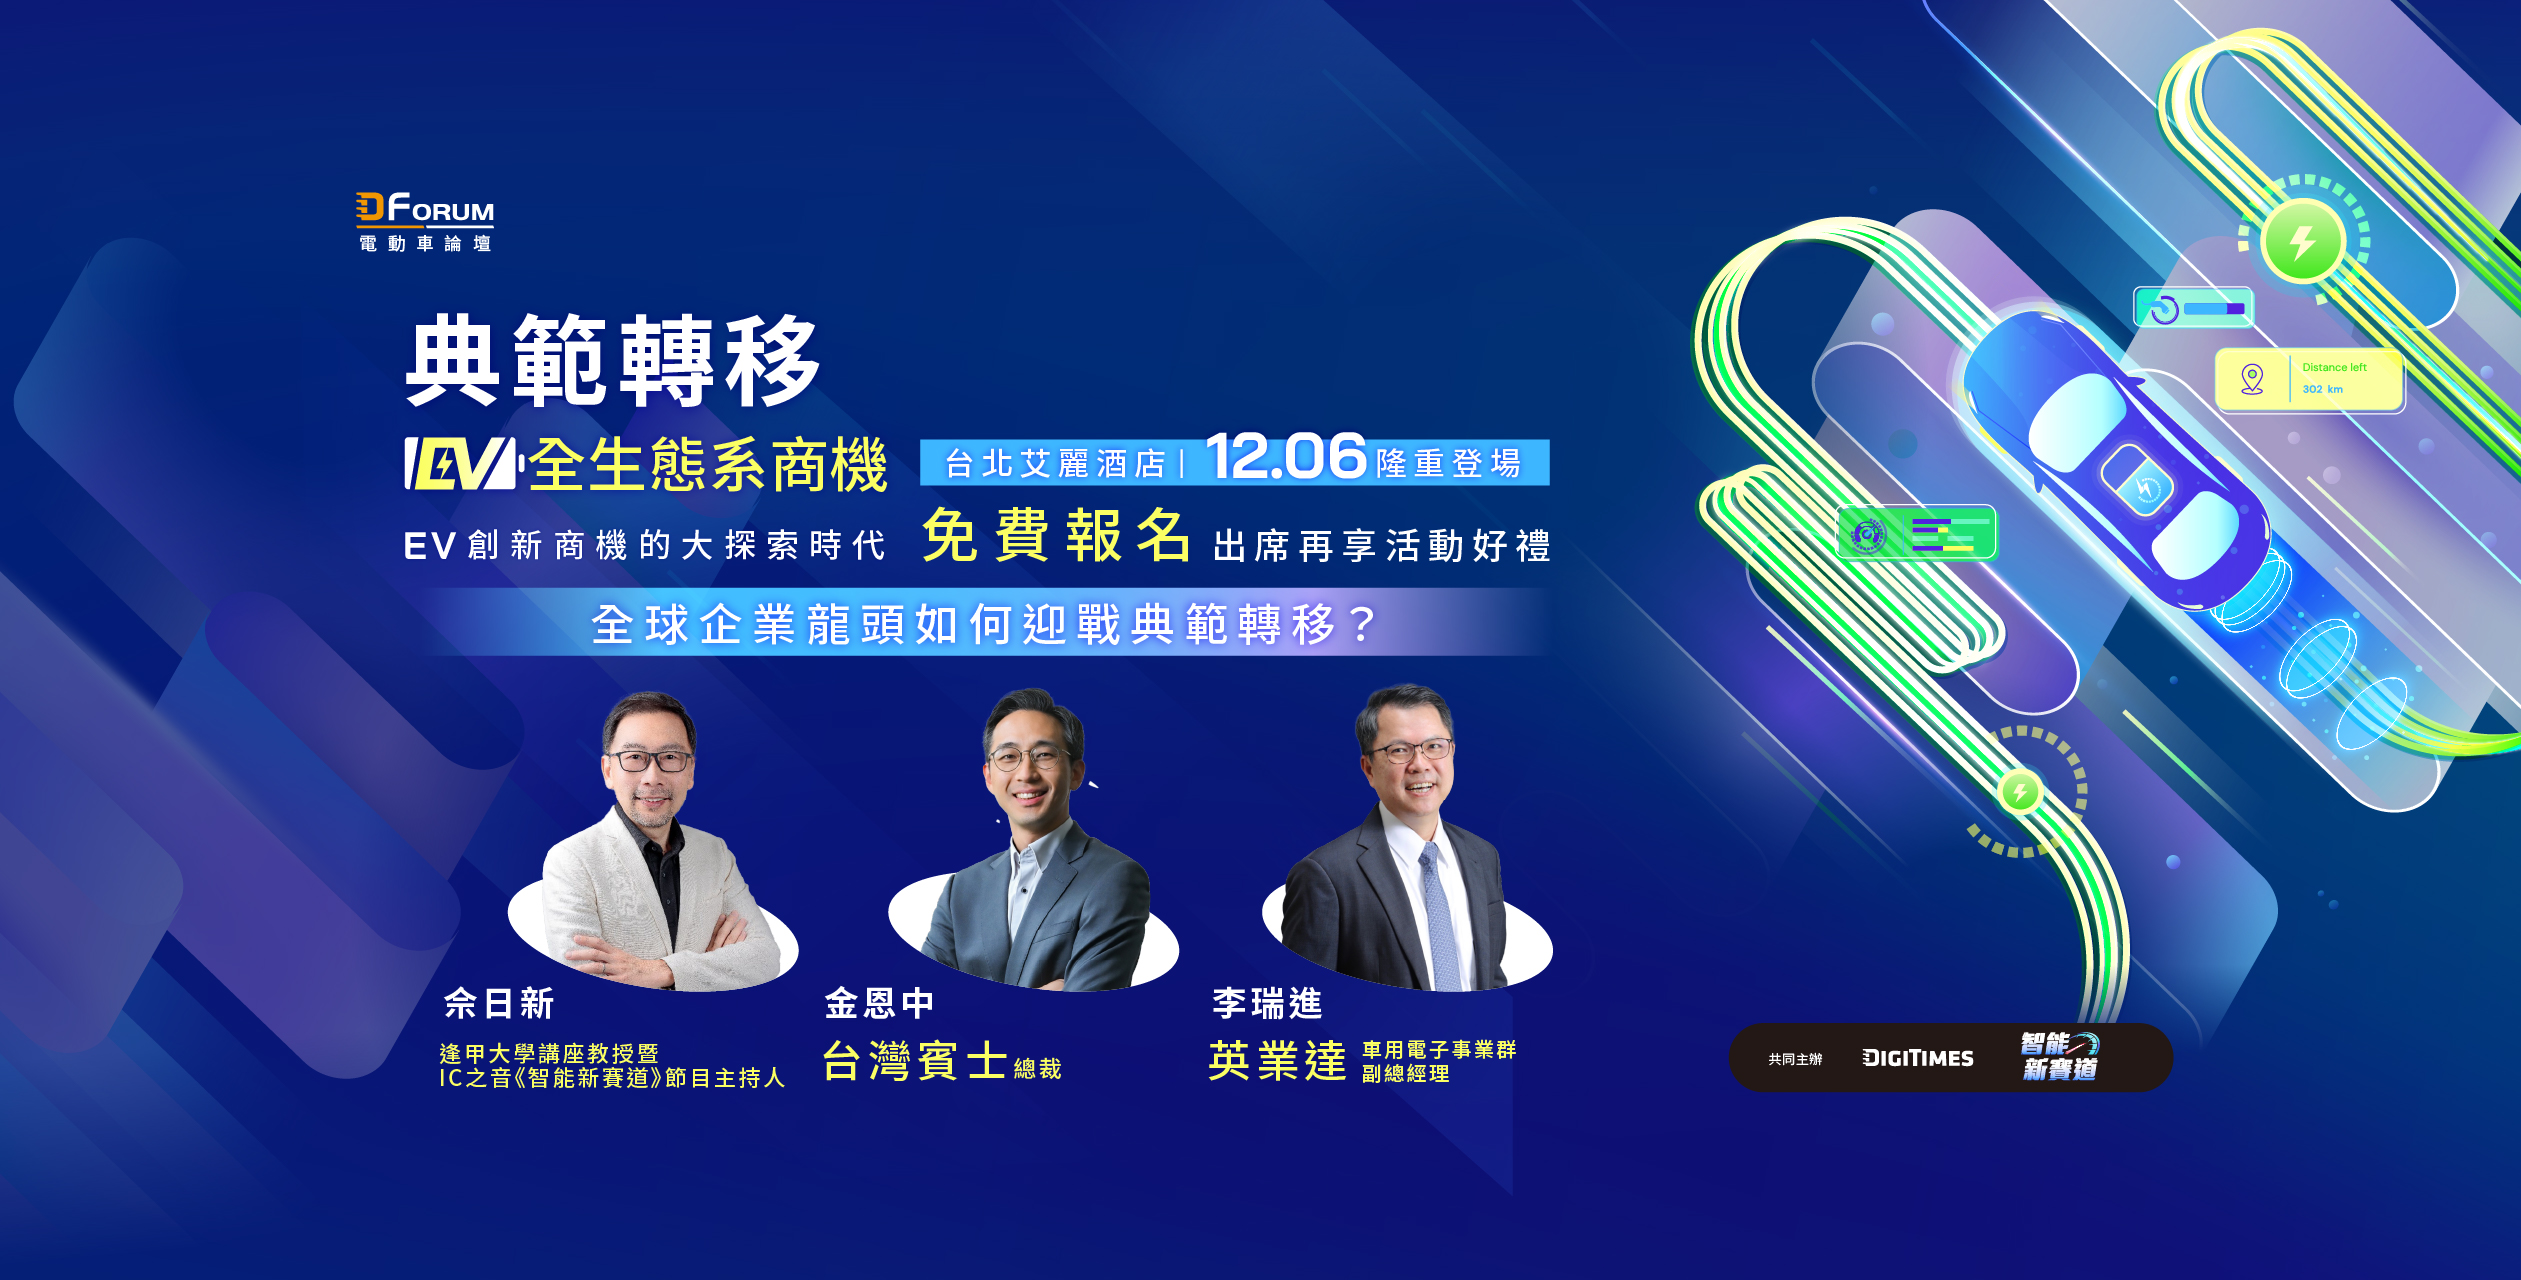 DFORUM
電動車論壇
典範轉移
EV全生態系商機
台北艾麗酒店| 12.06 隆重登場
EV創新商機的大探索時代
免費報名 出席再享活動好禮
全球企業龍頭如何迎戰典範轉移？
佘日新
逢甲大學講座教授暨
IC之音《智能新賽道》節目主持人
金恩中
台灣賓士 總裁
李瑞進
英業達 車用電子事業群
副總經理
Distance left
302 km
共同主辦 DIGITIMES 智能
新賽道